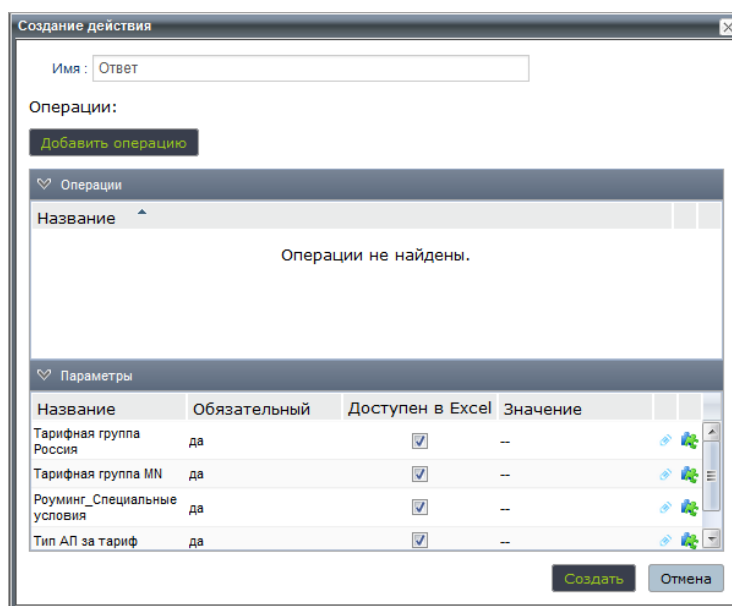 Создание действия
Имя : Ответ
Операции:
Добавить операцию
Операции
Название
Операции не найдены.
Параметры
Название Обязательный Доступен в Excel Значение
Тарифная группа
Россия да --
Тарифная группа MN да --
Роуминг_Специальные
условия да --
Тип АП за тариф да --
Создать Отмена